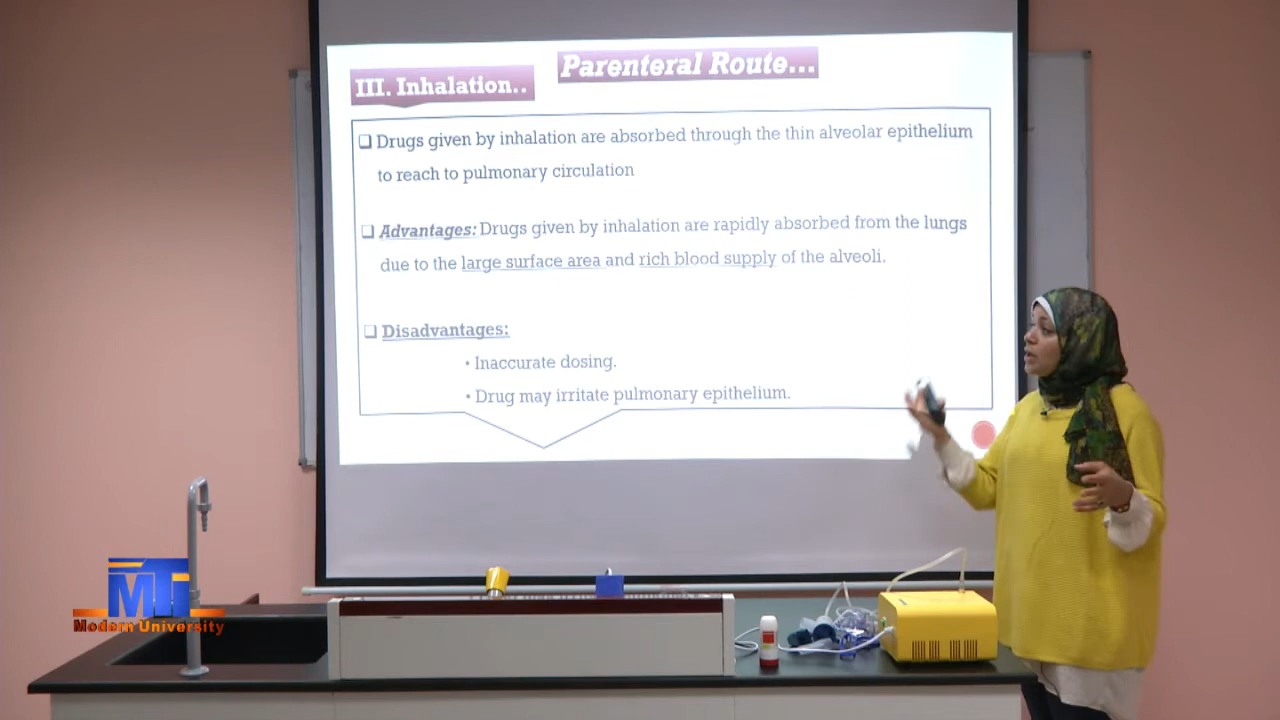 Parenteral Route...
III. Inhalation..
❑ Drugs given by inhalation are absorbed through the thin alveolar epithelium
to reach to pulmonary circulation
❑ Advantages: Drugs given by inhalation are rapidly absorbed from the lungs
due to the large surface area and rich blood supply of the alveoli.
❑ Disadvantages:
• Inaccurate dosing.
• Drug may irritate pulmonary epithelium.
MTI
Modern University